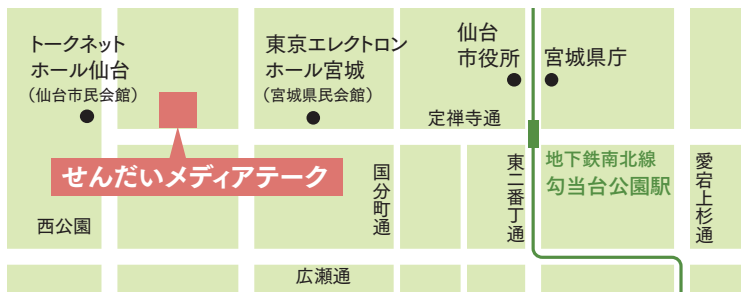 トークネット
ホール仙台
（仙台市民会館）
東京エレクトロン
ホール宮城
（宮城県民会館）
仙台
市役所
宮城県庁
定禅寺通
せんだいメディアテーク
国分町通
東二番丁通
地下鉄南北線
勾当台公園駅
愛宕上杉通
西公園
広瀬通